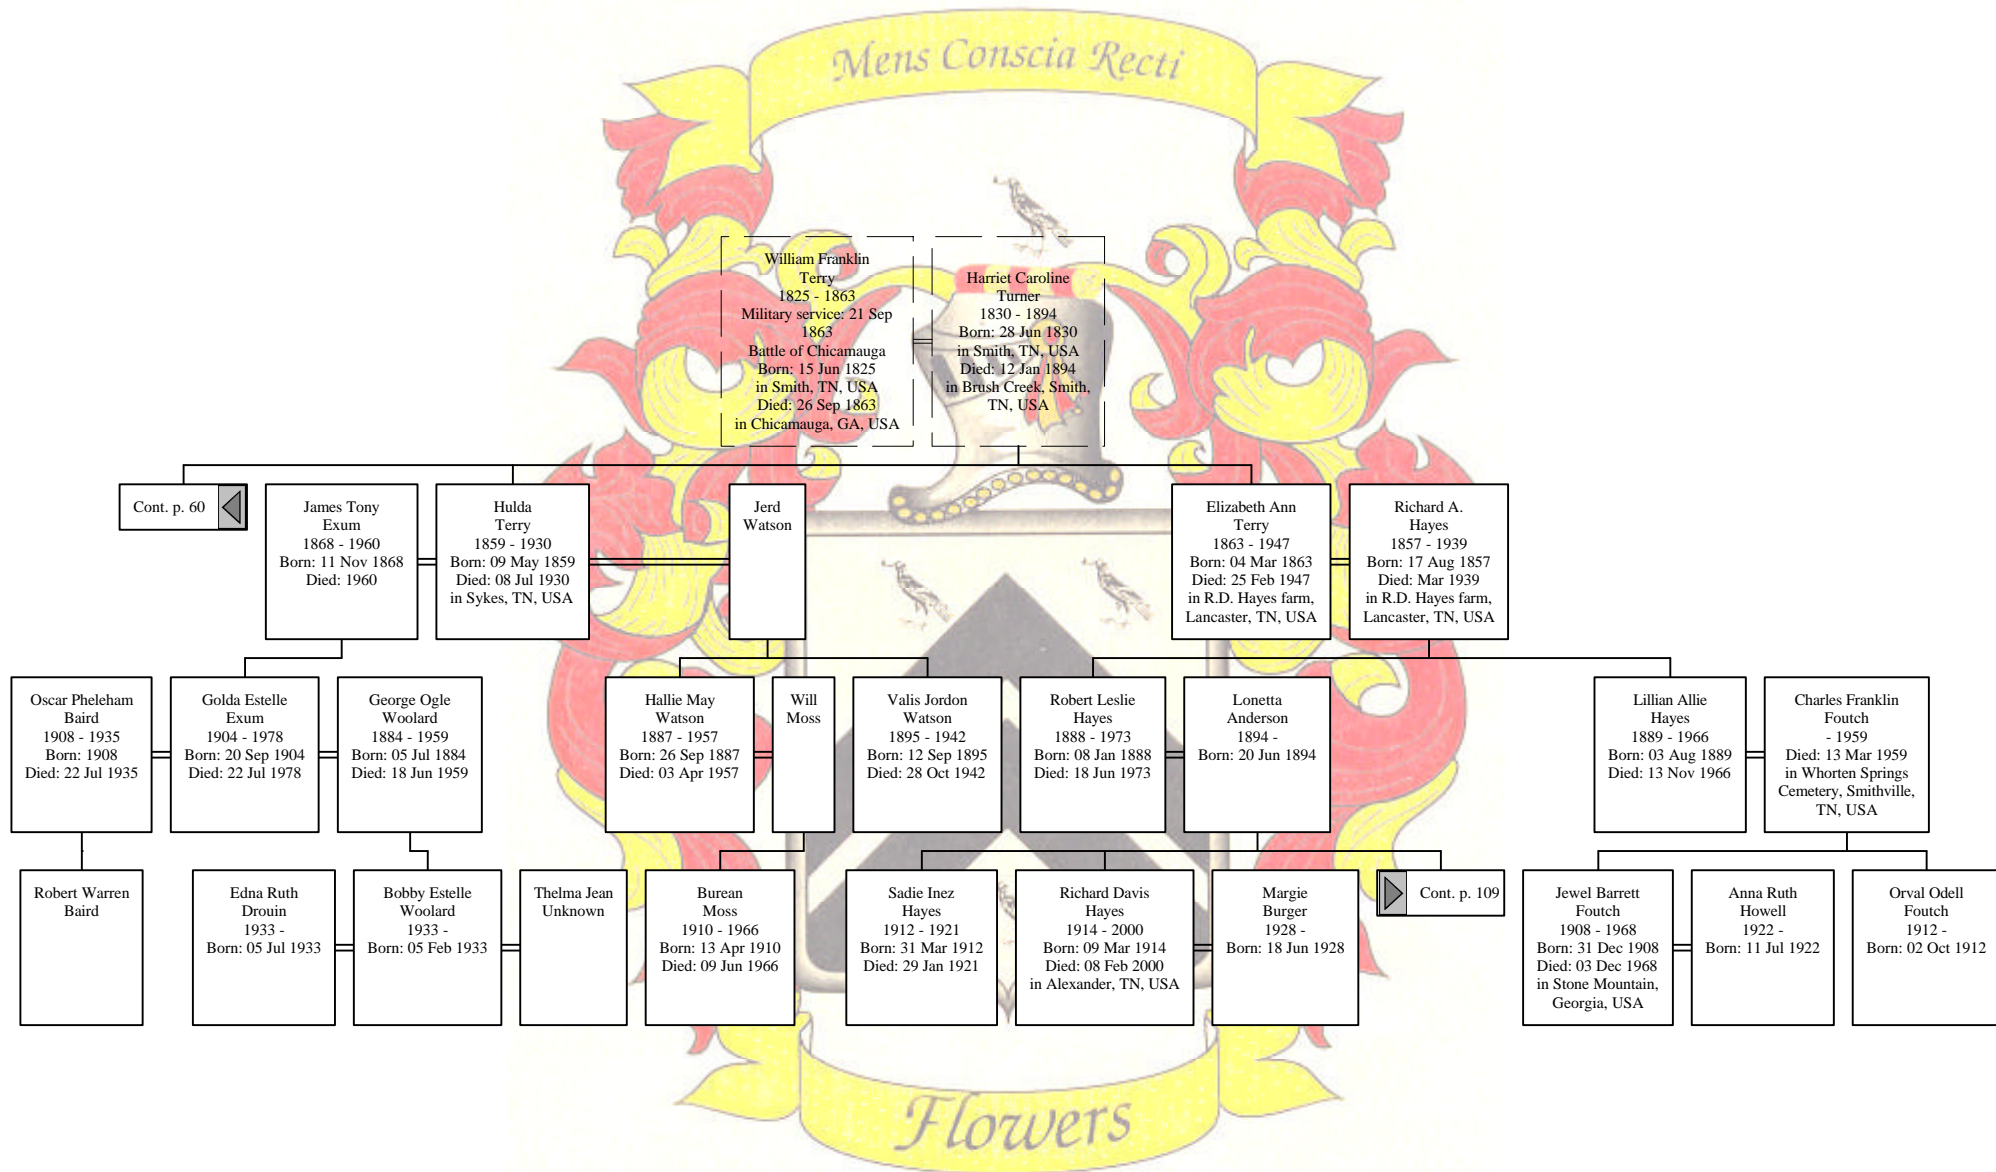 Mens Conscia Recti
William Franklin
Terry
1825 - 1863
Military service: 21 Sep
1863
Battle of Chicamauga
Born: 15 Jun 1825
in Smith, TN, USA
Died: 26 Sep 1863
in Chicamauga, GA, USA
Harriet Caroline
Turner
1830 - 1894
Born: 28 Jun 1830
in Smith, TN, USA
Died: 12 Jan 1894
in Brush Creek, Smith,
TN, USA
Cont. p. 60
James Tony
Exum
1868 - 1960
Born: 11 Nov 1868
Died: 1960
Hulda
Terry
1859 - 1930
Born: 09 May 1859
Died: 08 Jul 1930
in Sykes, TN, USA
Jerd
Watson
Elizabeth Ann
Terry
1863 - 1947
Born: 04 Mar 1863
Died: 25 Feb 1947
in R.D. Hayes farm,
Lancaster, TN, USA
Richard A.
Hayes
1857 - 1939
Born: 17 Aug 1857
Died: Mar 1939
in R.D. Hayes farm,
Lancaster, TN, USA
Oscar Pheleham
Baird
1908 - 1935
Born: 1908
Died: 22 Jul 1935
Golda Estelle
Exum
1904 - 1978
Born: 20 Sep 1904
Died: 22 Jul 1978
George Ogle
Woolard
1884 - 1959
Born: 05 Jul 1884
Died: 18 Jun 1959
Hallie May
Watson
1887 - 1957
Born: 26 Sep 1887
Died: 03 Apr 1957
Will
Moss
Valis Jordon
Watson
1895 - 1942
Born: 12 Sep 1895
Died: 28 Oct 1942
Robert Leslie
Hayes
1888 - 1973
Born: 08 Jan 1888
Died: 18 Jun 1973
Lonetta
Anderson
1894 -
Born: 20 Jun 1894
Lillian Allie
Hayes
1889 - 1966
Born: 03 Aug 1889
Died: 13 Nov 1966
Charles Franklin
Foutch
- 1959
Died: 13 Mar 1959
in Whorten Springs
Cemetery, Smithville,
TN, USA
Robert Warren
Baird
Edna Ruth
Drouin
1933 -
Born: 05 Jul 1933
Bobby Estelle
Woolard
1933 -
Born: 05 Feb 1933
Thelma Jean
Unknown
Burean
Moss
1910 - 1966
Born: 13 Apr 1910
Died: 09 Jun 1966
Sadie Inez
Hayes
1912 - 1921
Born: 31 Mar 1912
Died: 29 Jan 1921
Richard Davis
Hayes
1914 - 2000
Born: 09 Mar 1914
Died: 08 Feb 2000
in Alexander, TN, USA
Margie
Burger
1928 -
Born: 18 Jun 1928
Cont. p. 109
Jewel Barrett
Foutch
1908 - 1968
Born: 31 Dec 1908
Died: 03 Dec 1968
in Stone Mountain,
Georgia, USA
Anna Ruth
Howell
1922 -
Born: 11 Jul 1922
Orval Odell
Foutch
1912 -
Born: 02 Oct 1912
Flowers